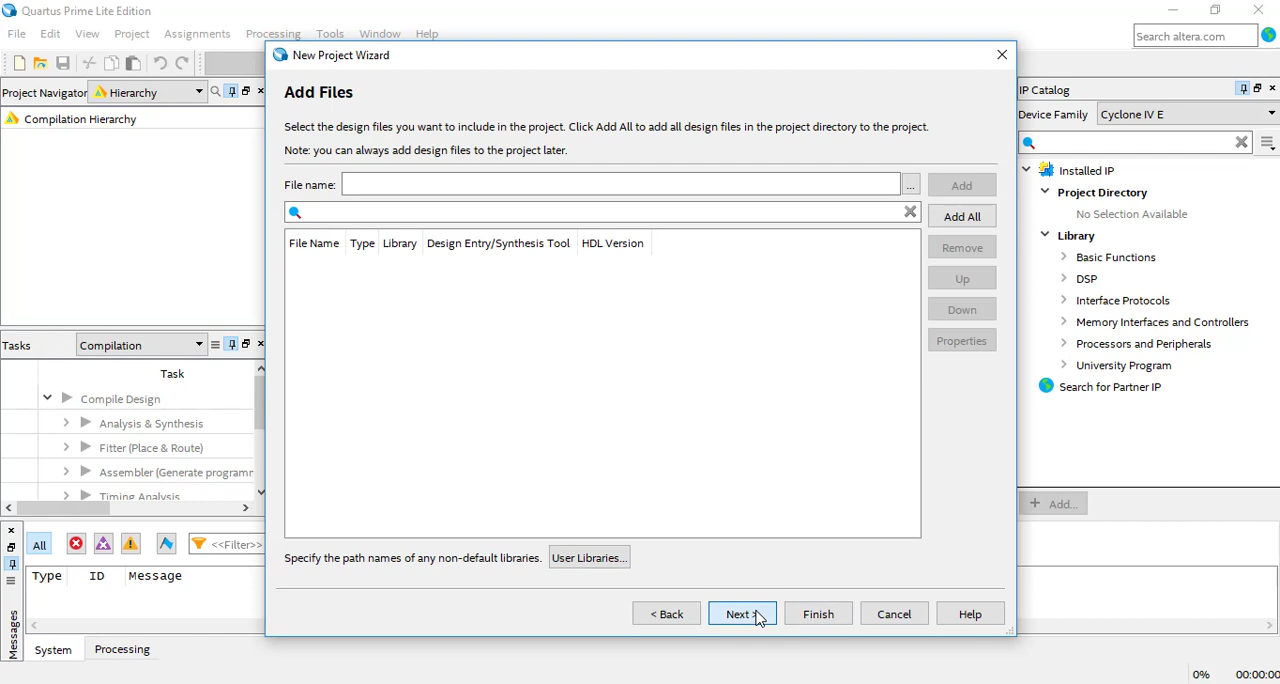 Quartus Prime Lite Edition
File Edit View Project Assignments Processing Tools Window Help
Search altera.com
New Project Wizard
Project Navigator Hierarchy
Compilation Hierarchy
Add Files
Select the design files you want to include in the project. Click Add All to add all design files in the project directory to the project.
Note: you can always add design files to the project later.
File name: ... Add
Add All
File Name Type Library Design Entry/Synthesis Tool HDL Version
Remove
Up
Down
Properties
Specify the path names of any non-default libraries. User Libraries...
< Back Next > Finish Cancel Help
IP Catalog
Device Family Cyclone IV E
Installed IP
Project Directory
No Selection Available
Library
Basic Functions
DSP
Interface Protocols
Memory Interfaces and Controllers
Processors and Peripherals
University Program
Search for Partner IP
+ Add...
Tasks Compilation
Task
Compile Design
Analysis & Synthesis
Fitter (Place & Route)
Assembler (Generate programm
Timing Analysis
All <<Filter>>
Type ID Message
Messages
System Processing
0% 00:00:00